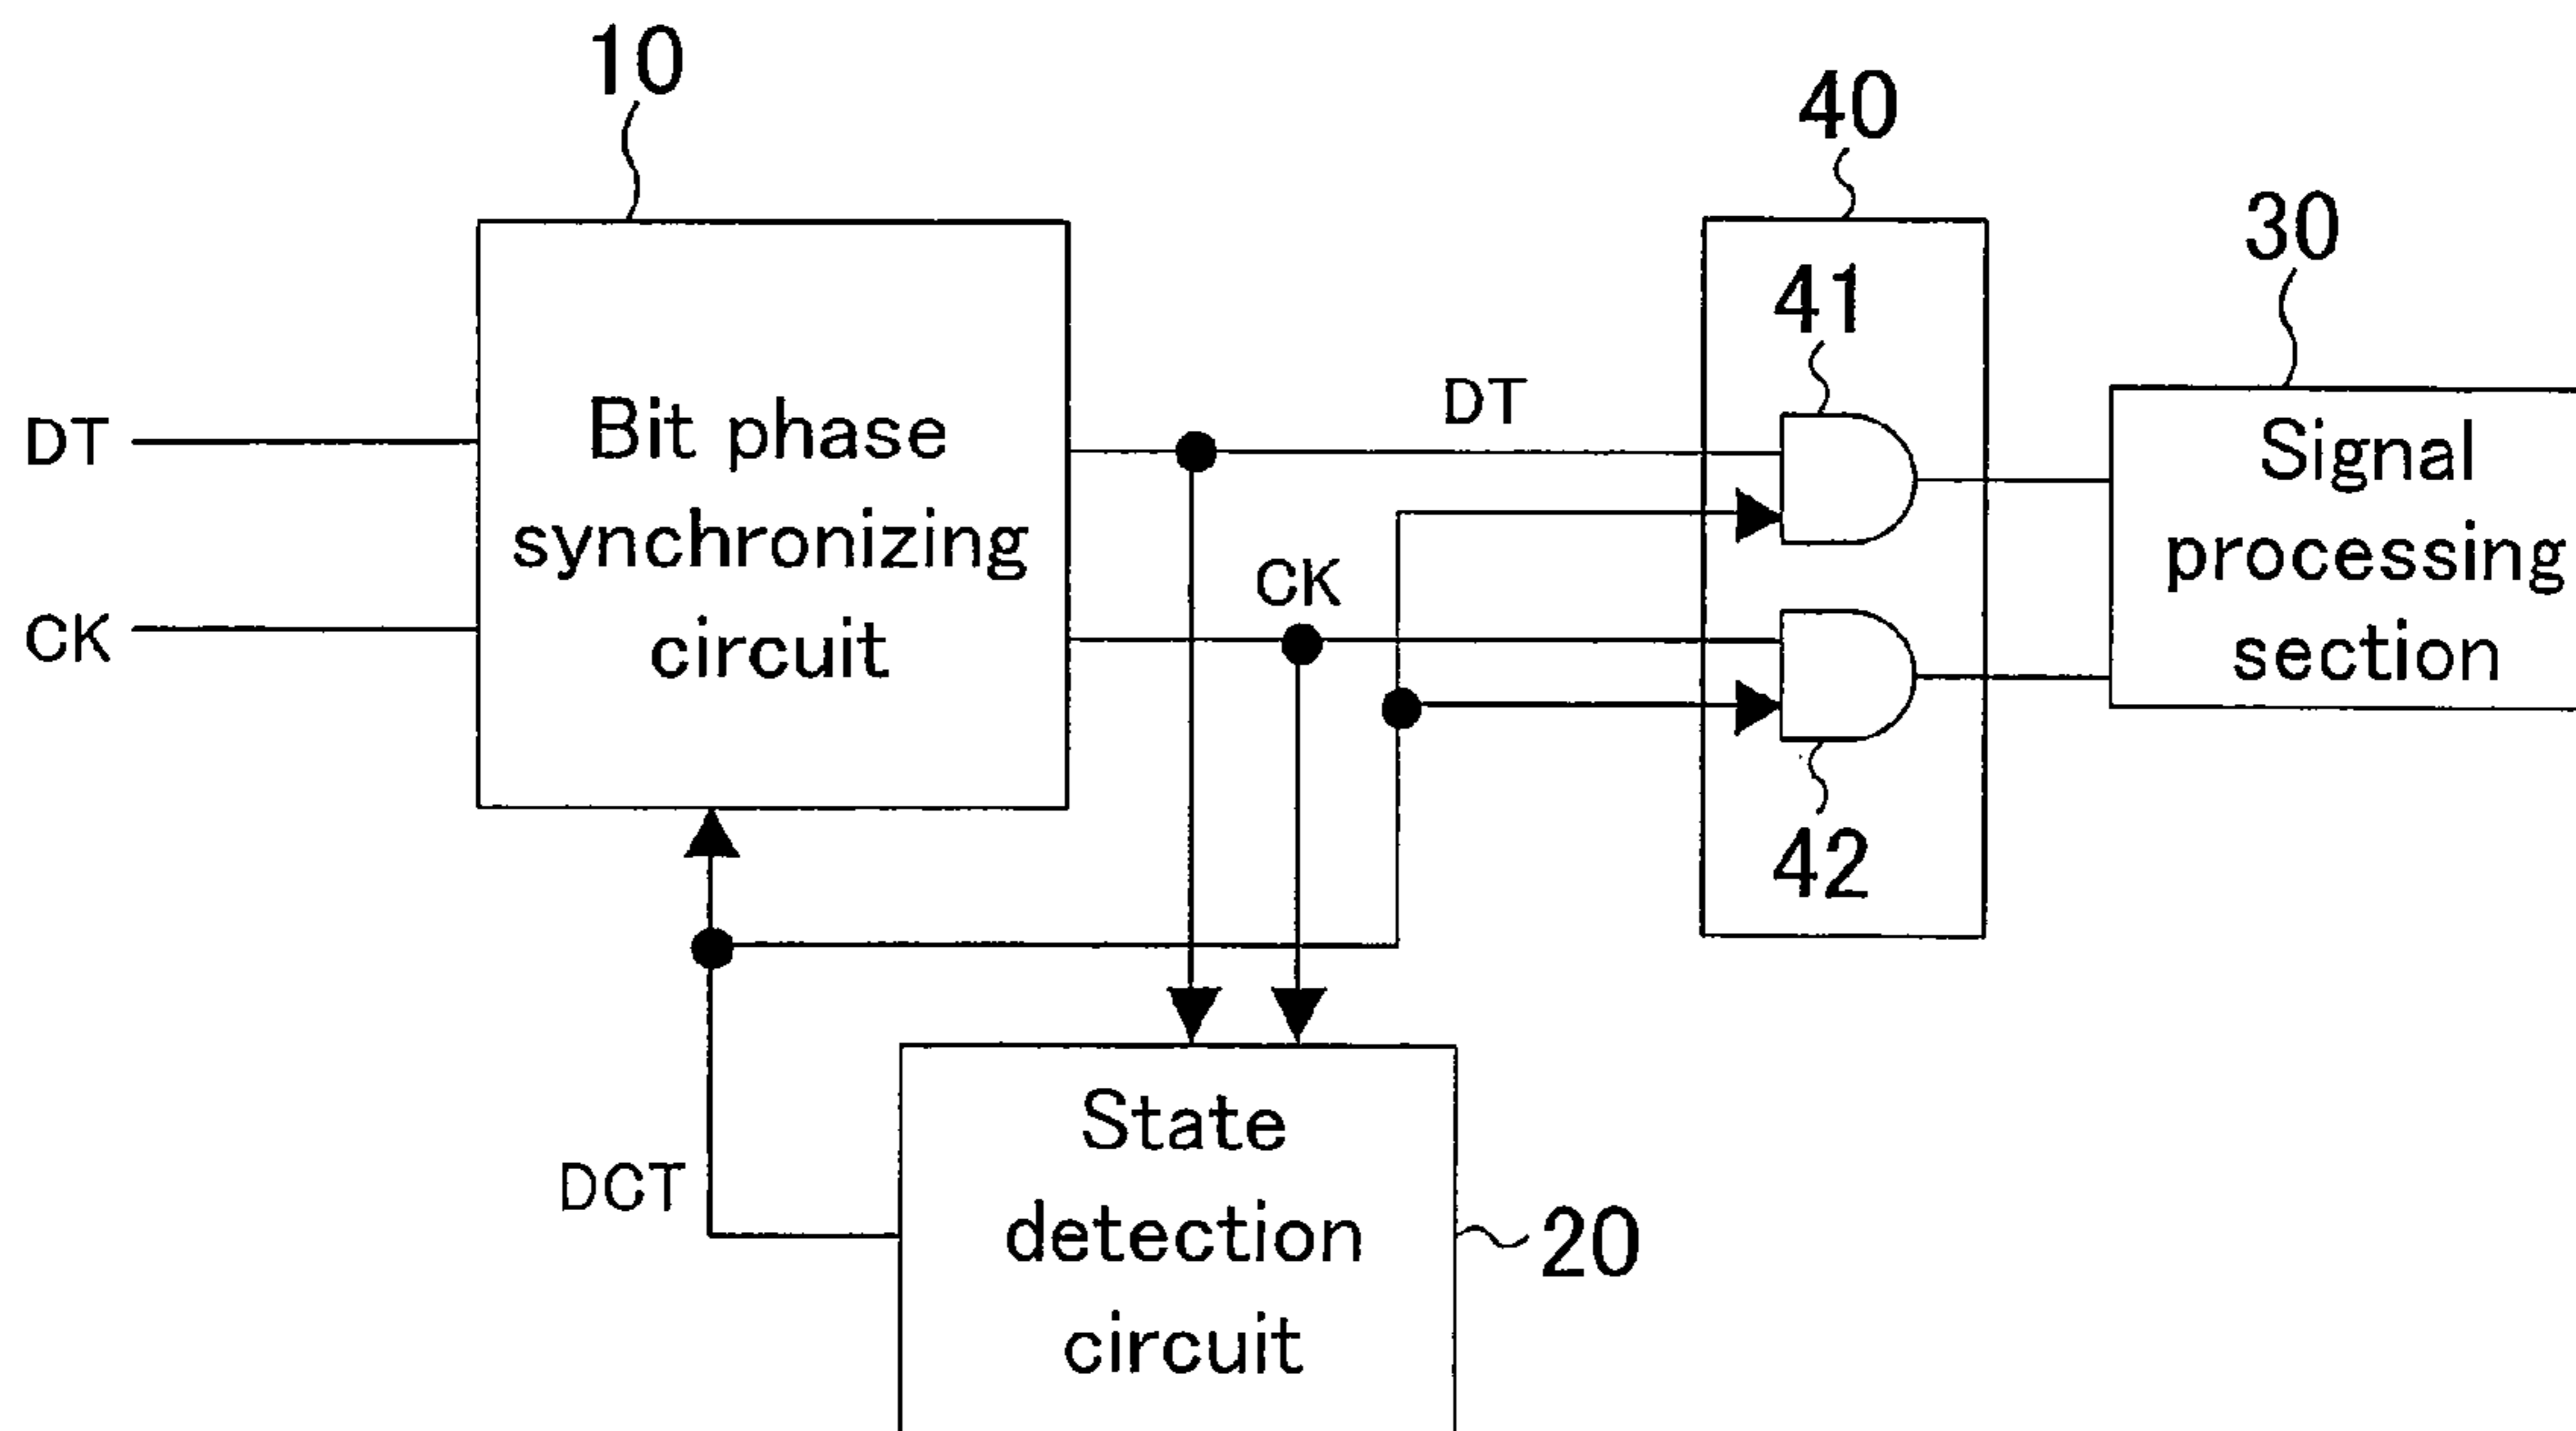 10
40
30
41
DT
DT
Bit phase
synchronizing
circuit
Signal
processing
section
CK
CK
42
State
detection
circuit
DCT
20